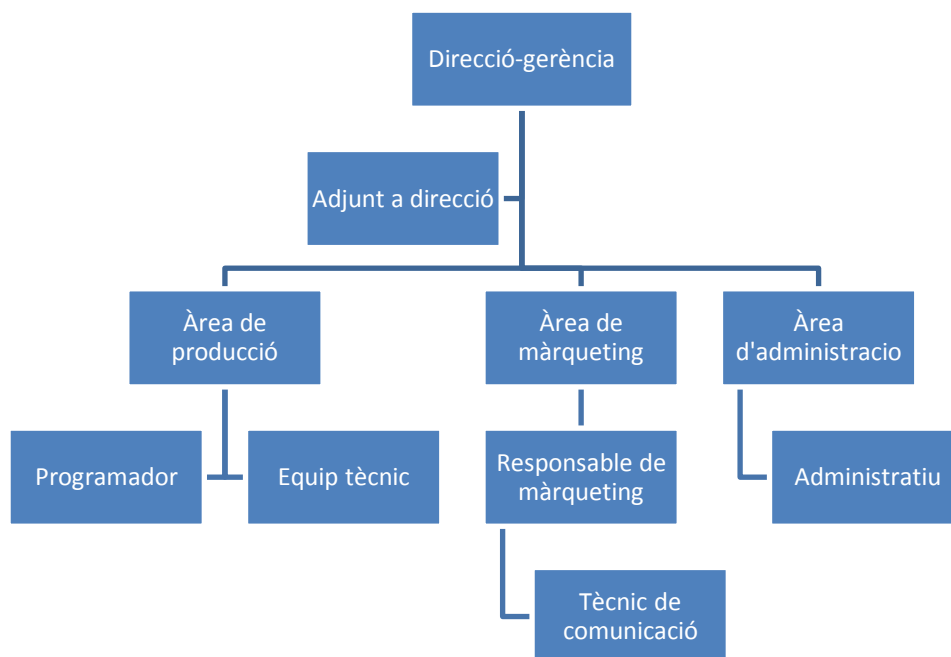 Direcció-gerència
Adjunt a direcció
Àrea de
producció
Àrea de
màrqueting
Àrea
d'administracio
Programador
Equip tècnic
Responsable de
màrqueting
Administratiu
Tècnic de
comunicació